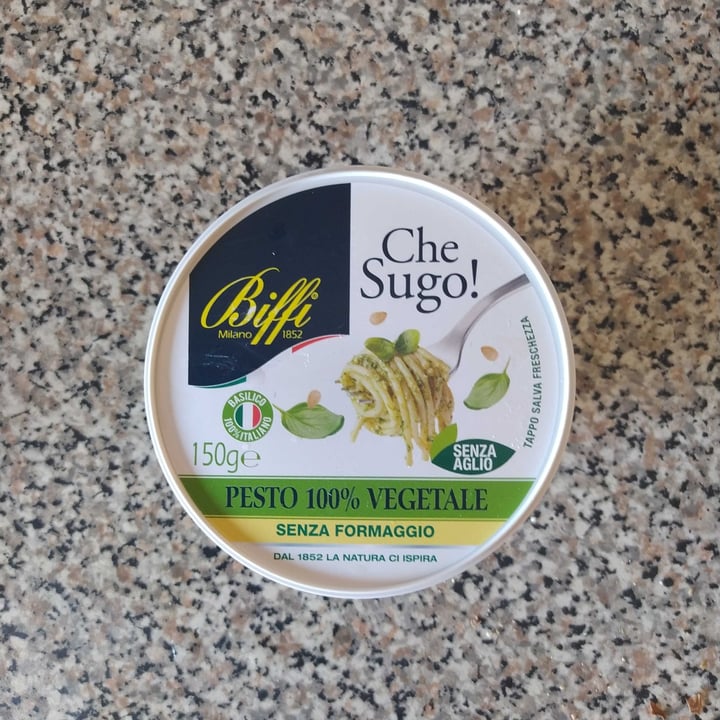 Che
Sugo!
Biffi
Milano 1852
TAPPO SALVA FRESCHEZZA
BASILICO
100% ITALIANO
150g℮
SENZA
AGLIO
PESTO 100% VEGETALE
SENZA FORMAGGIO
DAL 1852 LA NATURA CI ISPIRA